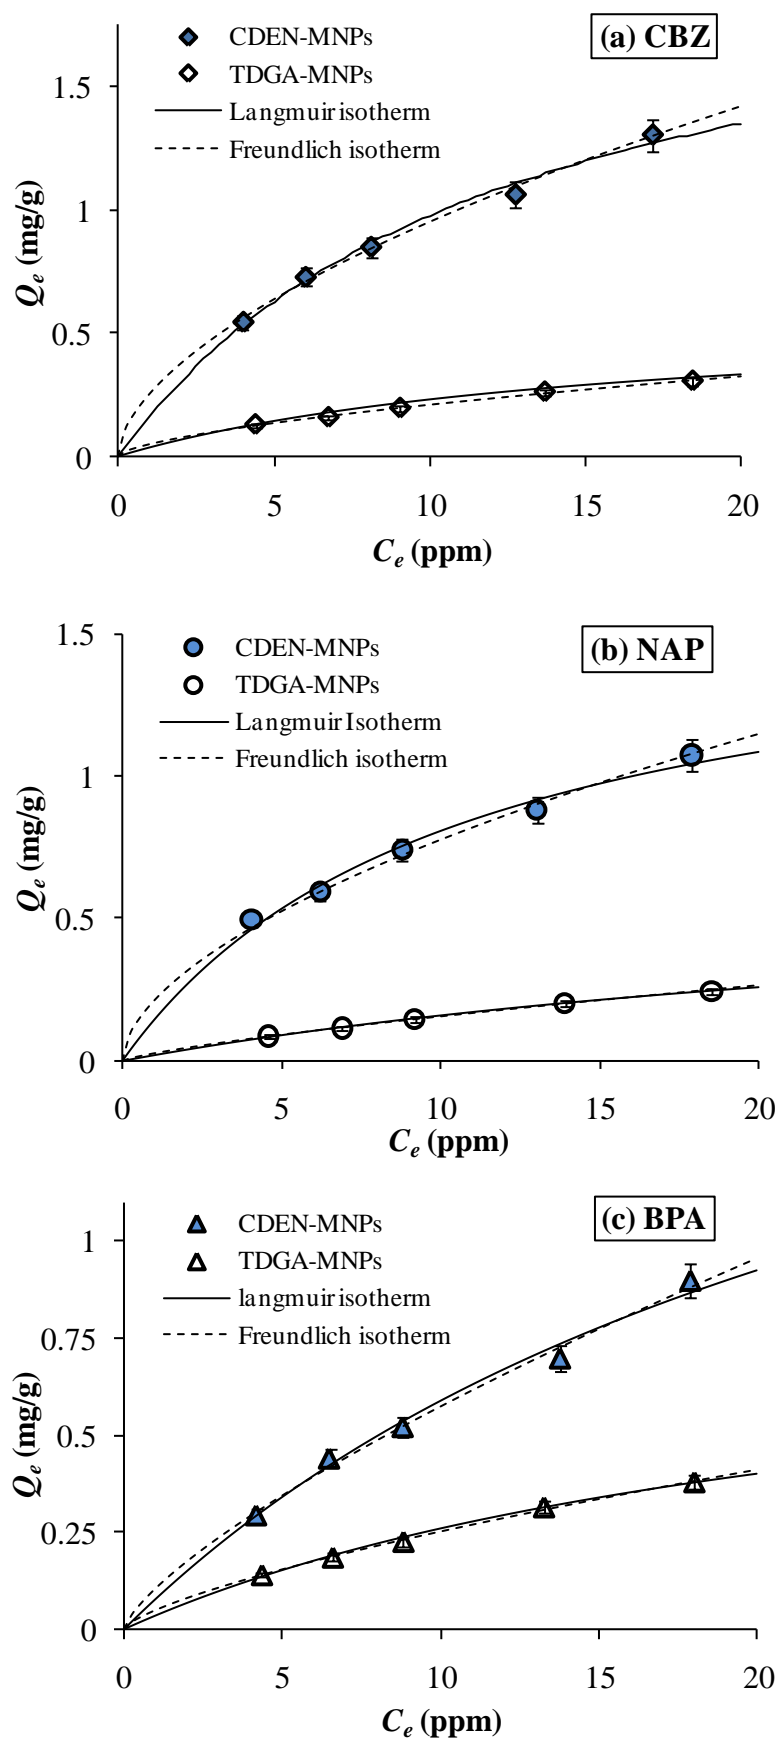 (a) CBZ
CDEN-MNPs
TDGA-MNPs
Langmuir isotherm
Freundlich isotherm
1.5
1
0.5
0
Qe (mg/g)
0 5 10 15 20
Ce (ppm)
(b) NAP
CDEN-MNPs
TDGA-MNPs
Langmuir Isotherm
Freundlich isotherm
1.5
1
0.5
0
Qe (mg/g)
0 5 10 15 20
Ce (ppm)
(c) BPA
CDEN-MNPs
TDGA-MNPs
langmuir isotherm
Freundlich isotherm
1
0.75
0.5
0.25
0
Qe (mg/g)
0 5 10 15 20
Ce (ppm)